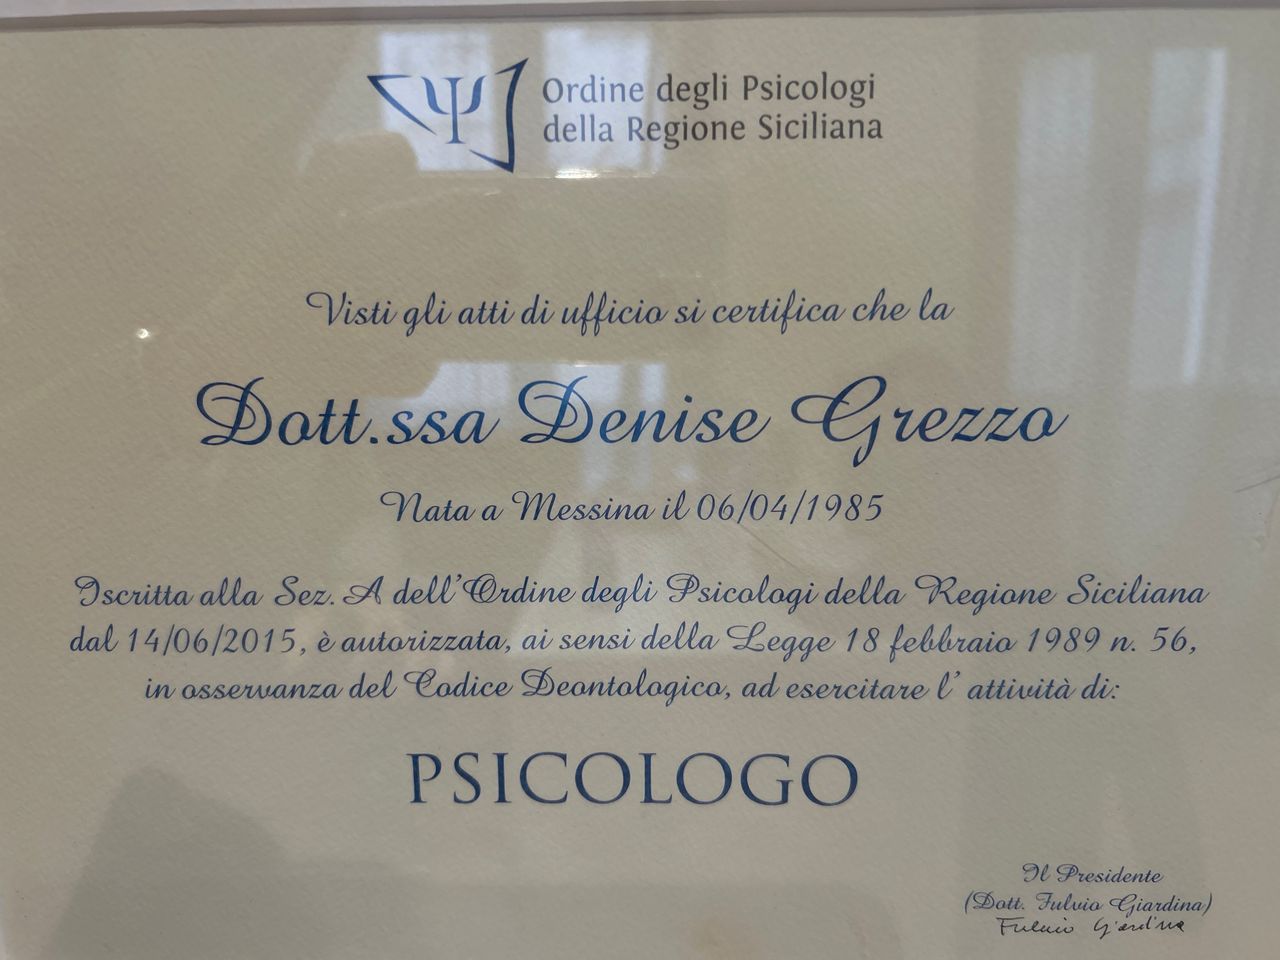 Ψ
Ordine degli Psicologi
della Regione Siciliana
Visti gli atti di ufficio si certifica che la
Dott.ssa Denise Grezzo
Nata a Messina il 06/04/1985
Iscritta alla Sez. A dell'Ordine degli Psicologi della Regione Siciliana
dal 14/06/2015, è autorizzata, ai sensi della Legge 18 febbraio 1989 n. 56,
in osservanza del Codice Deontologico, ad esercitare l' attività di:
PSICOLOGO
Il Presidente
(Dott. Fulvio Giardina)
Fulvio Giardina